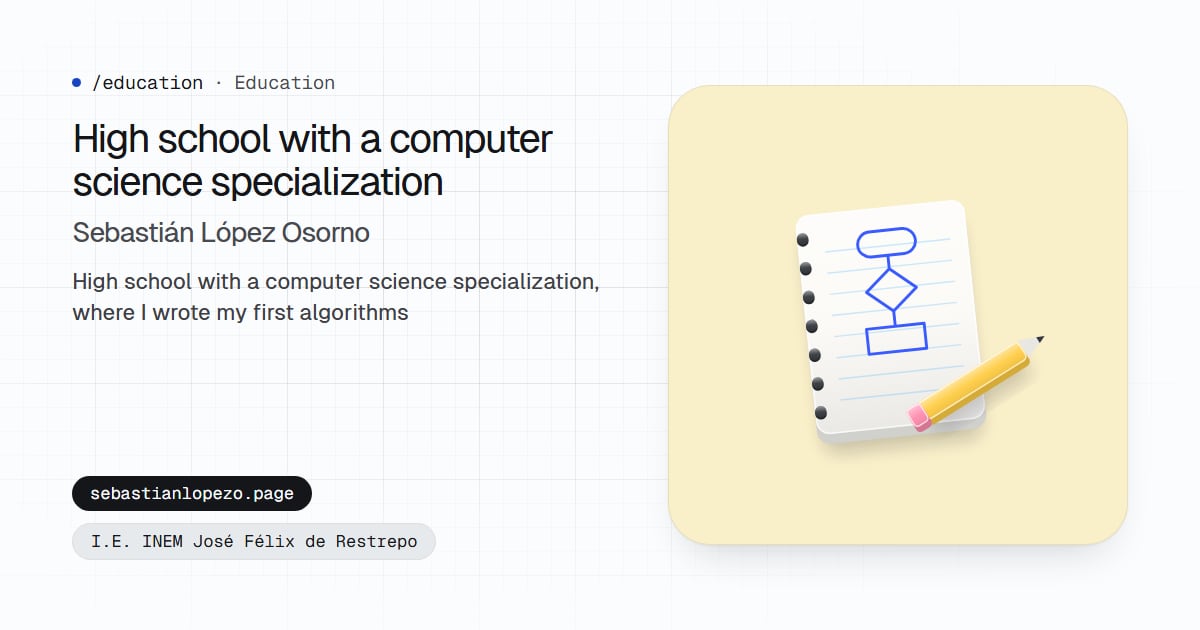 /education · Education
High school with a computer
science specialization
Sebastián López Osorno
High school with a computer science specialization,
where I wrote my first algorithms
sebastianlopezo.page
I.E. INEM José Félix de Restrepo